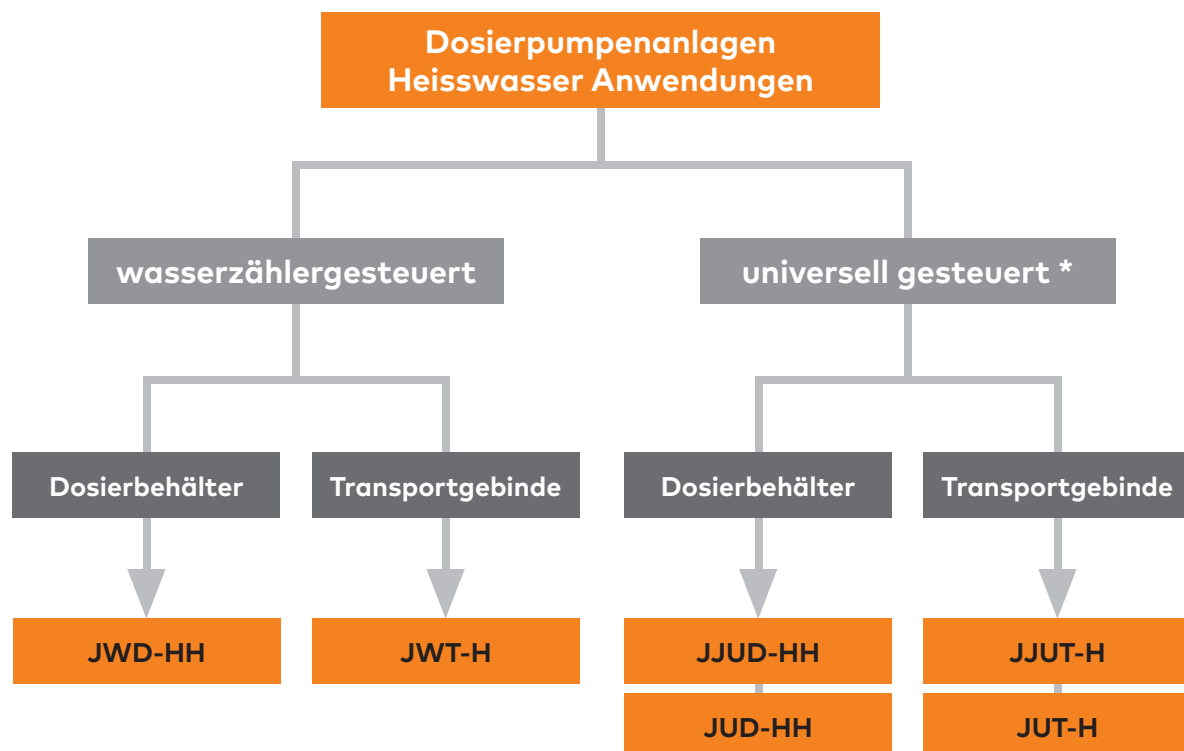 Dosierpumpenanlagen
Heisswasser Anwendungen
wasserzählergesteuert
universell gesteuert *
Dosierbehälter
Transportgebinde
Dosierbehälter
Transportgebinde
JWD-HH
JWT-H
JJUD-HH
JJUT-H
JUD-HH
JUT-H